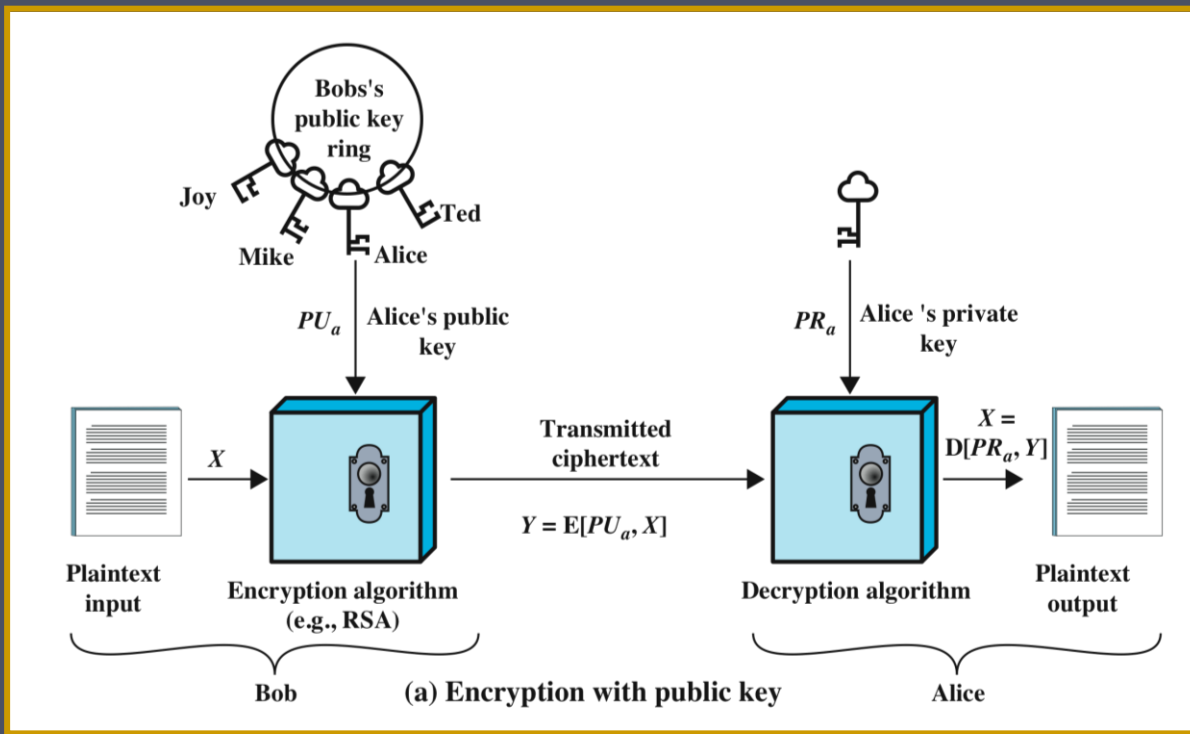 Bobs's
public key
ring
Joy
Ted
Mike
Alice
PUₐ
Alice's public
key
PRₐ
Alice 's private
key
X
Transmitted
ciphertext
Y = E[PUₐ, X]
X =
D[PRₐ, Y]
Plaintext
input
Encryption algorithm
(e.g., RSA)
Decryption algorithm
Plaintext
output
Bob
(a) Encryption with public key
Alice